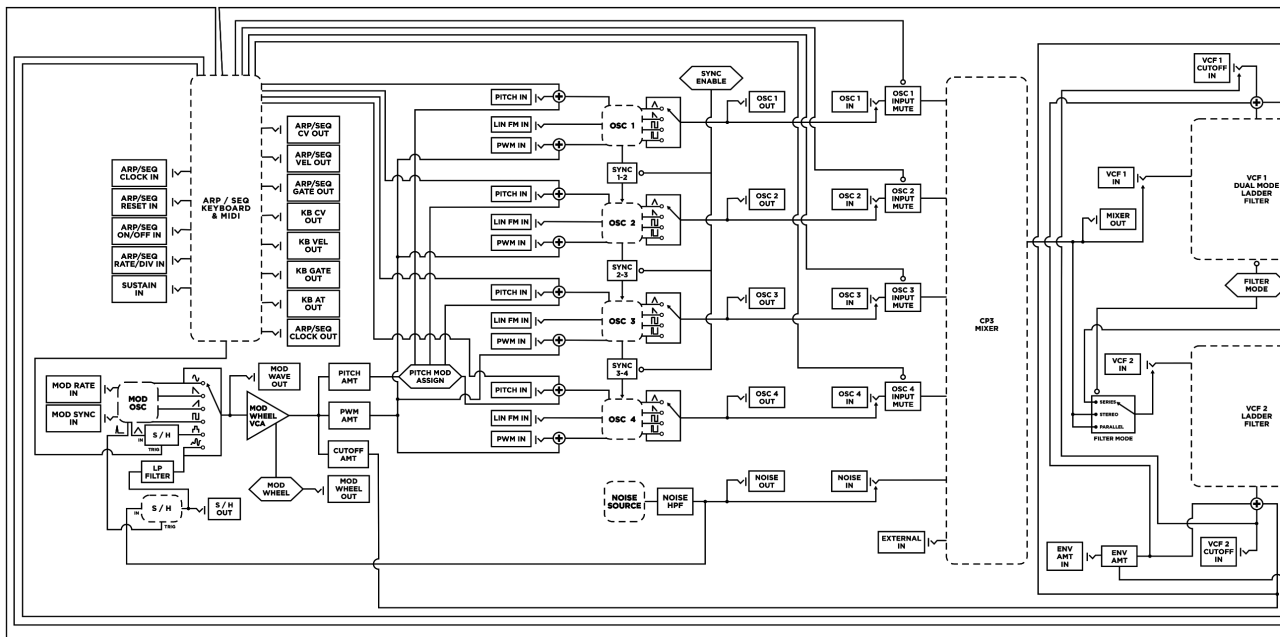 ARP / SEQ
KEYBOARD
& MIDI
ARP/SEQ
CLOCK IN
ARP/SEQ
RESET IN
ARP/SEQ
ON/OFF IN
ARP/SEQ
RATE/DIV IN
SUSTAIN
IN
ARP/SEQ
CV OUT
ARP/SEQ
VEL OUT
ARP/SEQ
GATE OUT
KB CV
OUT
KB VEL
OUT
KB GATE
OUT
KB AT
OUT
ARP/SEQ
CLOCK OUT
MOD RATE
IN
MOD SYNC
IN
MOD
OSC
IN
S / H
TRIG
LP
FILTER
IN
S / H
TRIG
S / H
OUT
MOD
WAVE
OUT
MOD
WHEEL
VCA
MOD
WHEEL
MOD
WHEEL OUT
PITCH
AMT
PWM
AMT
CUTOFF
AMT
PITCH MOD
ASSIGN
PITCH IN
LIN FM IN
PWM IN
OSC 1
SYNC
1-2
PITCH IN
LIN FM IN
PWM IN
OSC 2
SYNC
2-3
PITCH IN
LIN FM IN
PWM IN
OSC 3
SYNC
3-4
PITCH IN
LIN FM IN
PWM IN
OSC 4
SYNC
ENABLE
OSC 1
OUT
OSC 2
OUT
OSC 3
OUT
OSC 4
OUT
NOISE
SOURCE
NOISE
HPF
NOISE
OUT
OSC 1
IN
OSC 1
INPUT
MUTE
OSC 2
IN
OSC 2
INPUT
MUTE
OSC 3
IN
OSC 3
INPUT
MUTE
OSC 4
IN
OSC 4
INPUT
MUTE
NOISE
IN
EXTERNAL
IN
CP3
MIXER
VCF 1
CUTOFF
IN
VCF 1
IN
MIXER
OUT
VCF 1
DUAL MODE
LADDER
FILTER
FILTER
MODE
VCF 2
IN
SERIES
STEREO
PARALLEL
FILTER MODE
VCF 2
LADDER
FILTER
ENV
AMT
IN
ENV
AMT
VCF 2
CUTOFF
IN